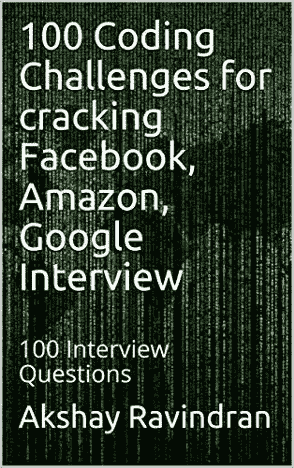 100 Coding
Challenges for
cracking
Facebook,
Amazon,
Google
Interview
100 Interview
Questions
Akshay Ravindran